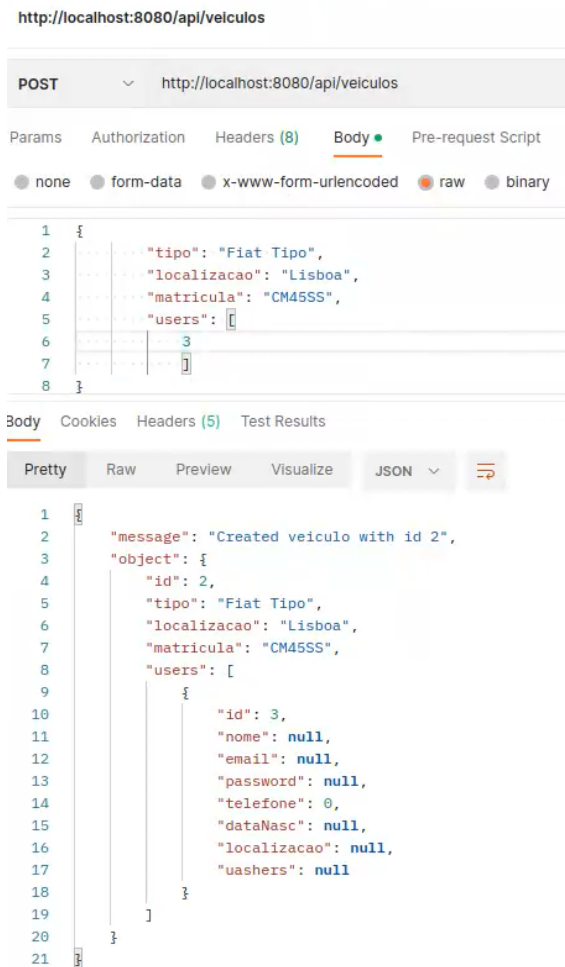 http://localhost:8080/api/veiculos
POST http://localhost:8080/api/veiculos
Params Authorization Headers (8) Body Pre-request Script
none form-data x-www-form-urlencoded raw binary
1 {
2 "tipo": "Fiat Tipo",
3 "localizacao": "Lisboa",
4 "matricula": "CM45SS",
5 "users": [
6 3
7 ]
8 }
Body Cookies Headers (5) Test Results
Pretty Raw Preview Visualize JSON
1 {
2 "message": "Created veiculo with id 2",
3 "object": {
4 "id": 2,
5 "tipo": "Fiat Tipo",
6 "localizacao": "Lisboa",
7 "matricula": "CM45SS",
8 "users": [
9 {
10 "id": 3,
11 "nome": null,
12 "email": null,
13 "password": null,
14 "telefone": 0,
15 "dataNasc": null,
16 "localizacao": null,
17 "uashers": null
18 }
19 ]
20 }
21 }